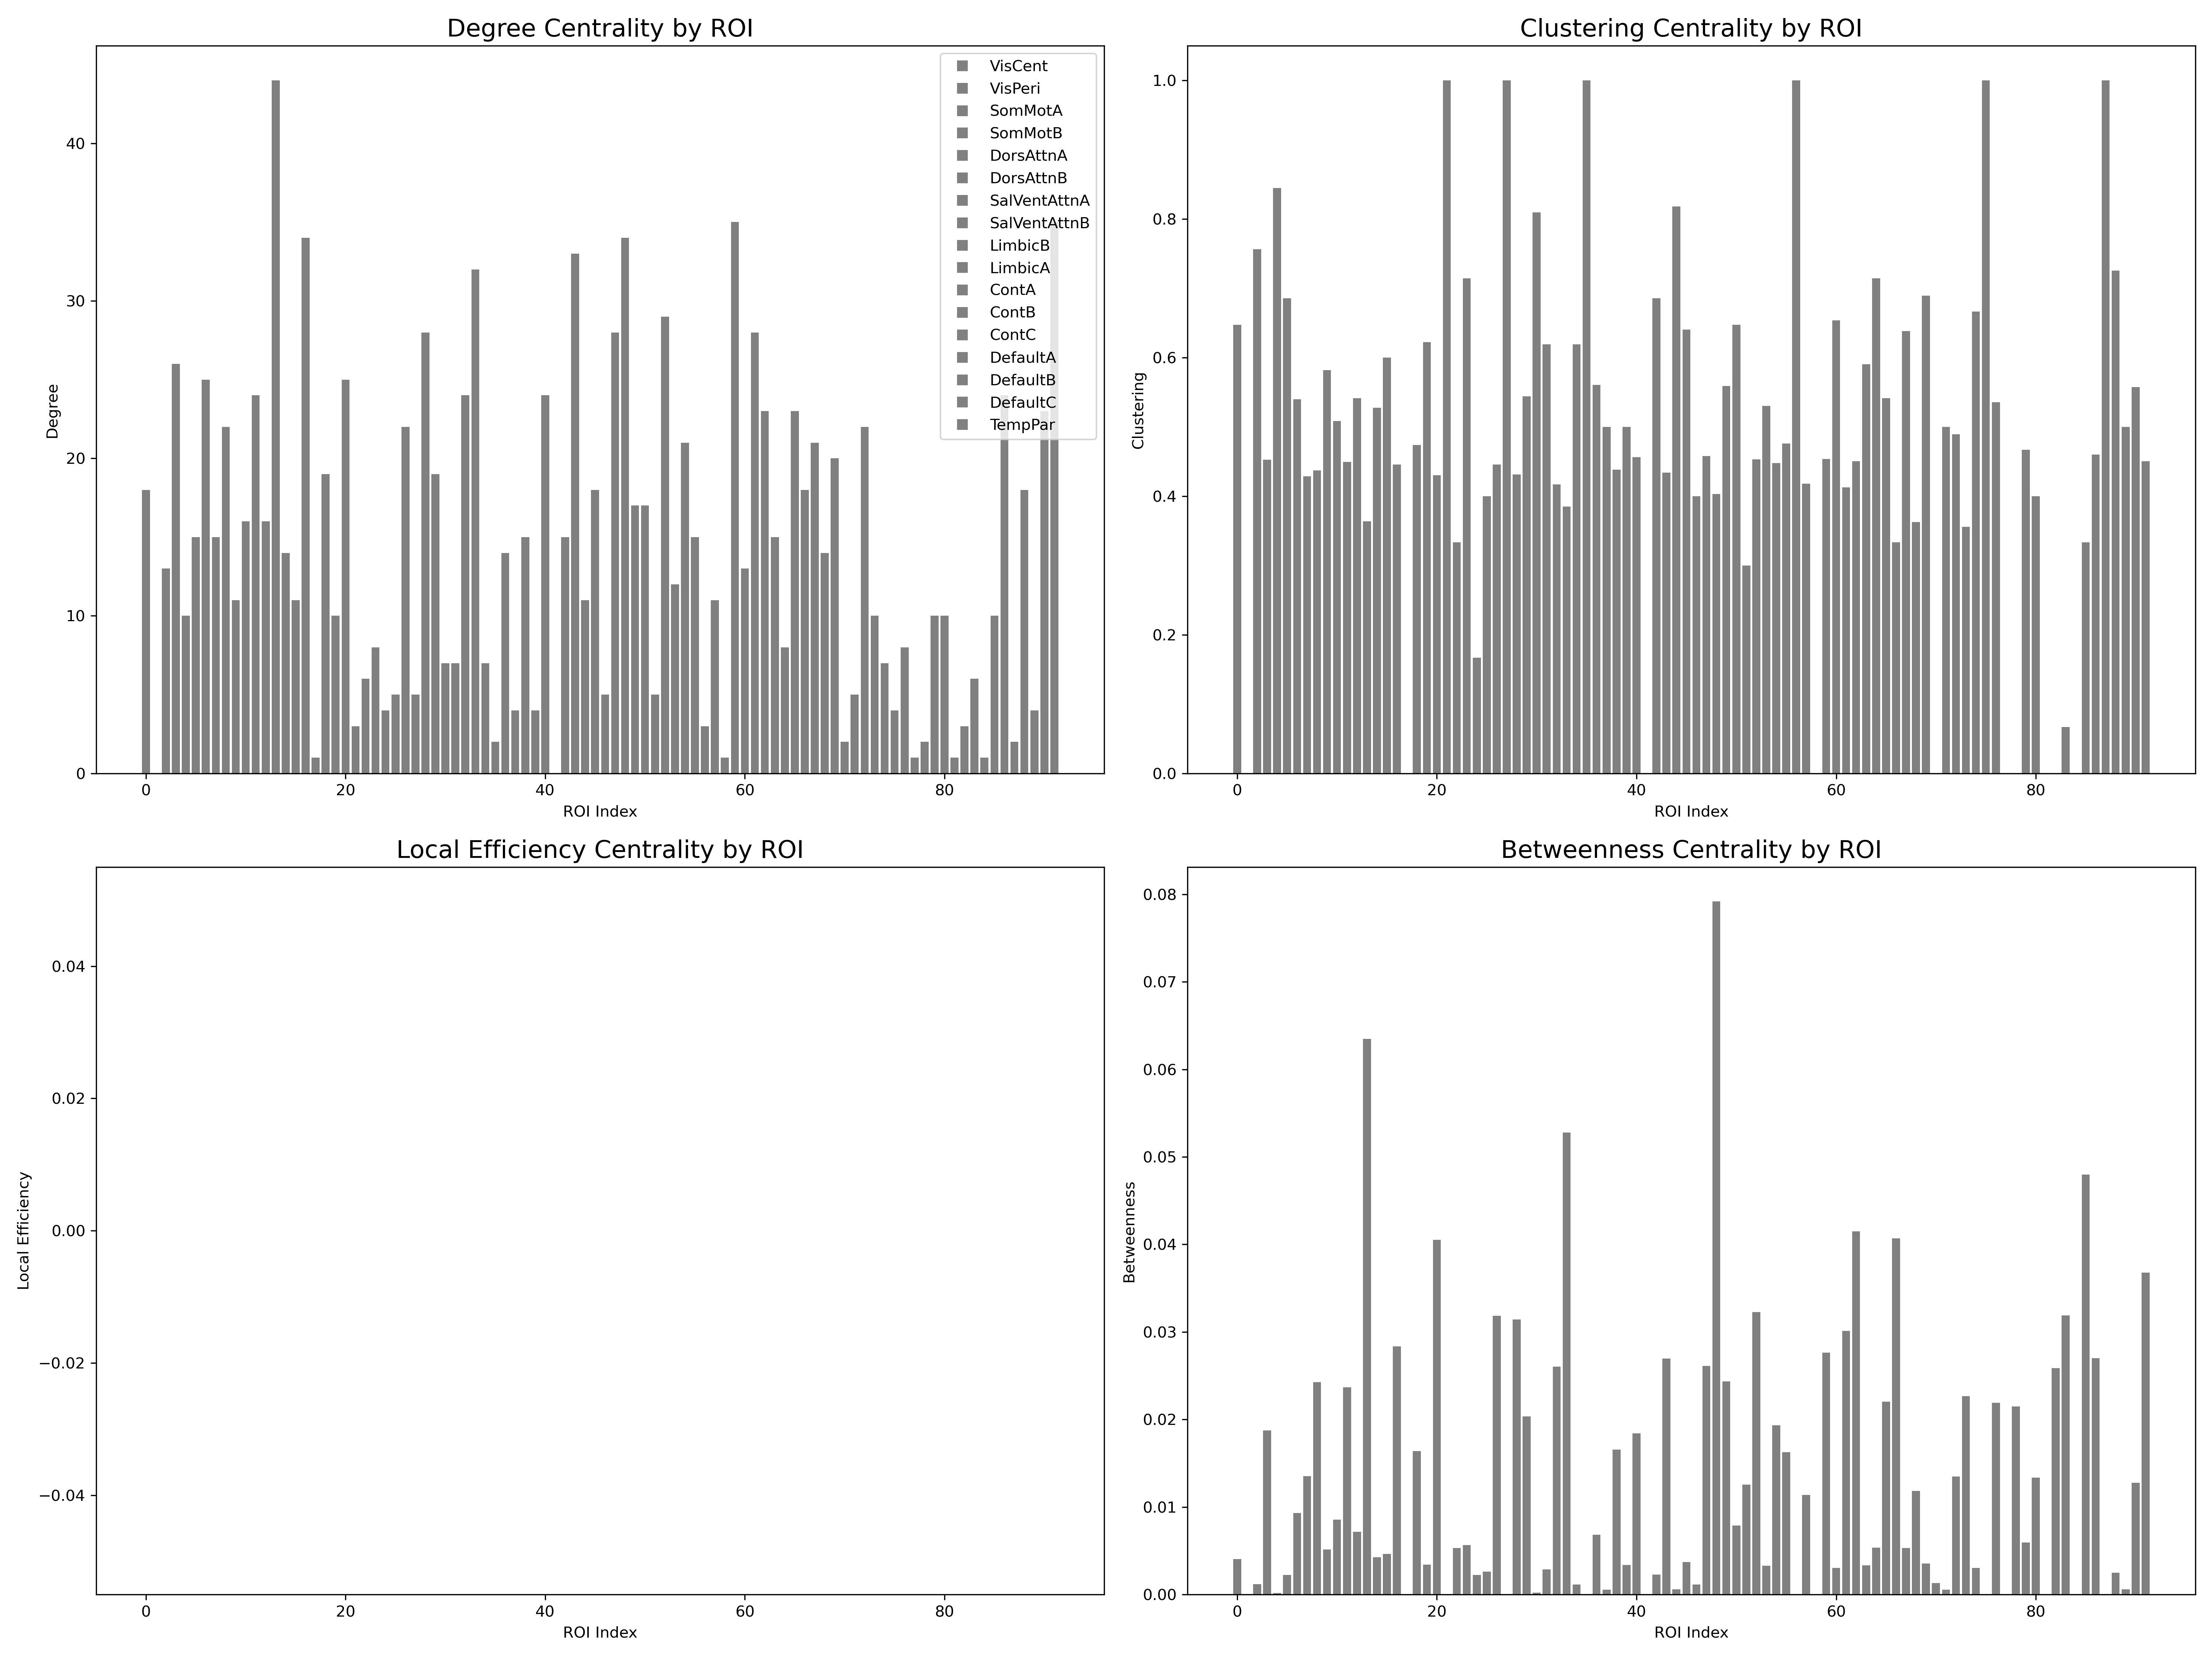 Degree Centrality by ROI
Degree
40
30
20
10
0
0 20 40 60 80
ROI Index
VisCent
VisPeri
SomMotA
SomMotB
DorsAttnA
DorsAttnB
SalVentAttnA
SalVentAttnB
LimbicB
LimbicA
ContA
ContB
ContC
DefaultA
DefaultB
DefaultC
TempPar
Clustering Centrality by ROI
Clustering
1.0
0.8
0.6
0.4
0.2
0.0
0 20 40 60 80
ROI Index
Local Efficiency Centrality by ROI
Local Efficiency
0.04
0.02
0.00
−0.02
−0.04
0 20 40 60 80
ROI Index
Betweenness Centrality by ROI
Betweenness
0.08
0.07
0.06
0.05
0.04
0.03
0.02
0.01
0.00
0 20 40 60 80
ROI Index